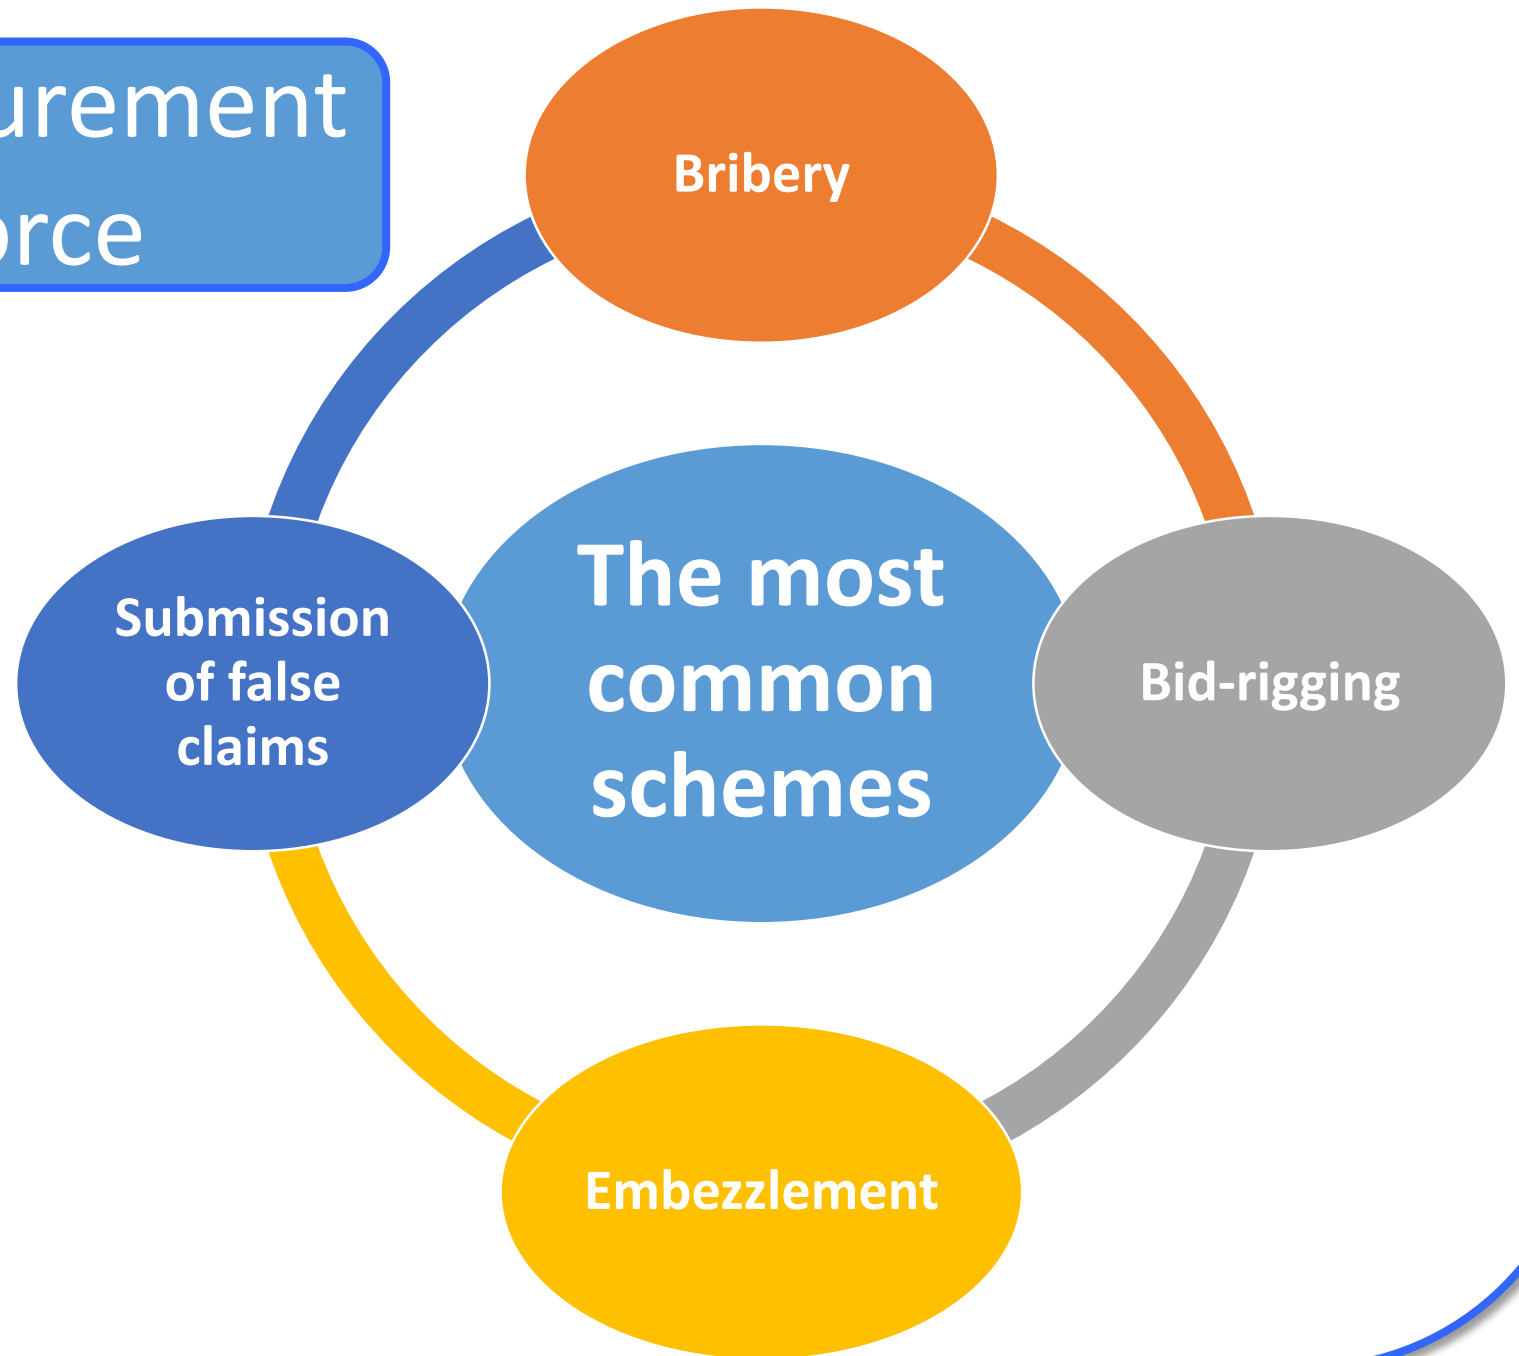 urement
orce
Bribery
Submission
of false
claims
The most
common
schemes
Bid-rigging
Embezzlement